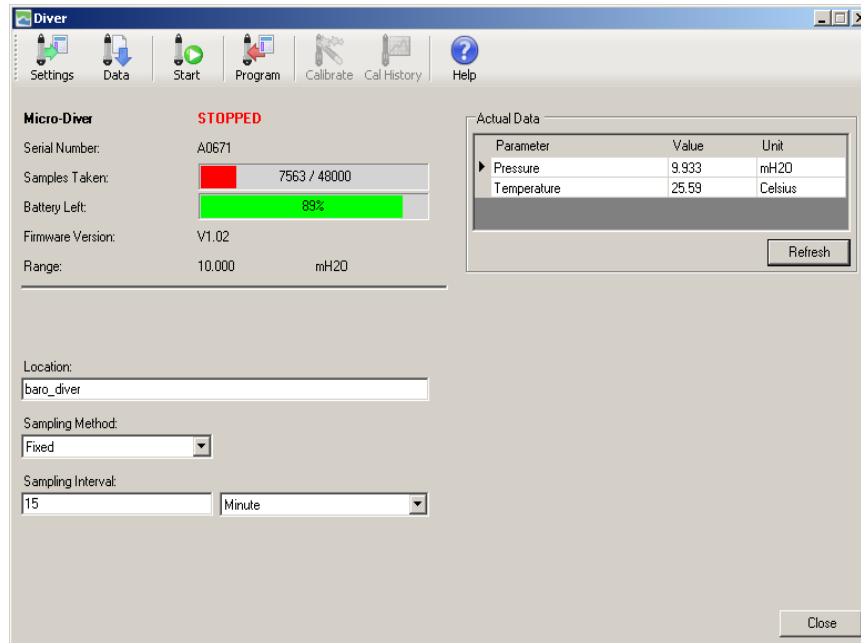 Diver
Settings Data Start Program Calibrate Cal History Help
Micro-Diver STOPPED
Serial Number: A0671
Samples Taken: 7563 / 48000
Battery Left: 89%
Firmware Version: V1.02
Range: 10.000 mH2O
Actual Data
Parameter Value Unit
Pressure 9.933 mH2O
Temperature 25.59 Celsius
Refresh
Location:
baro_diver
Sampling Method:
Fixed
Sampling Interval:
15 Minute
Close